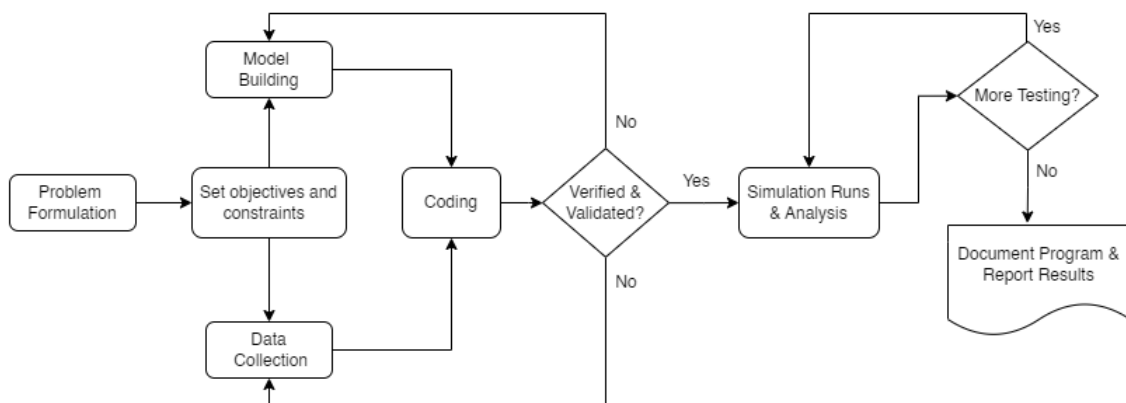 Problem
Formulation
Set objectives and
constraints
Model
Building
Data
Collection
Coding
Verified &
Validated?
No
No
Yes
Simulation Runs
& Analysis
More Testing?
Yes
No
Document Program &
Report Results